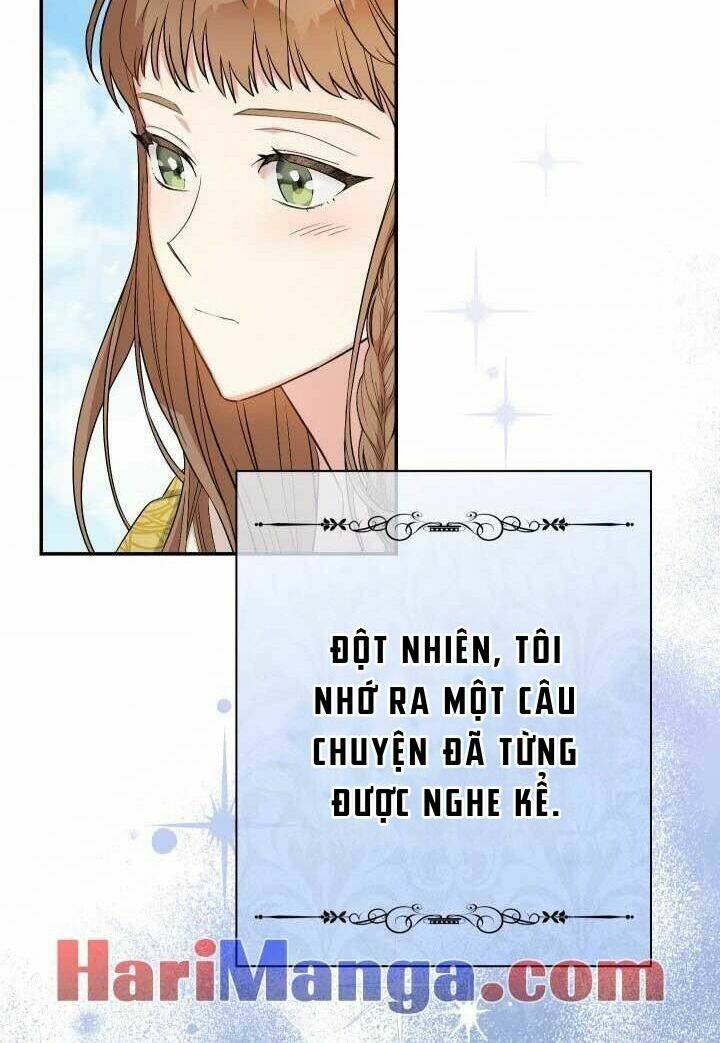 ĐỘT NHIÊN, TÔI
NHỚ RA MỘT CÂU
CHUYỆN ĐÃ TỪNG
ĐƯỢC NGHE KỂ.
HariManga.com